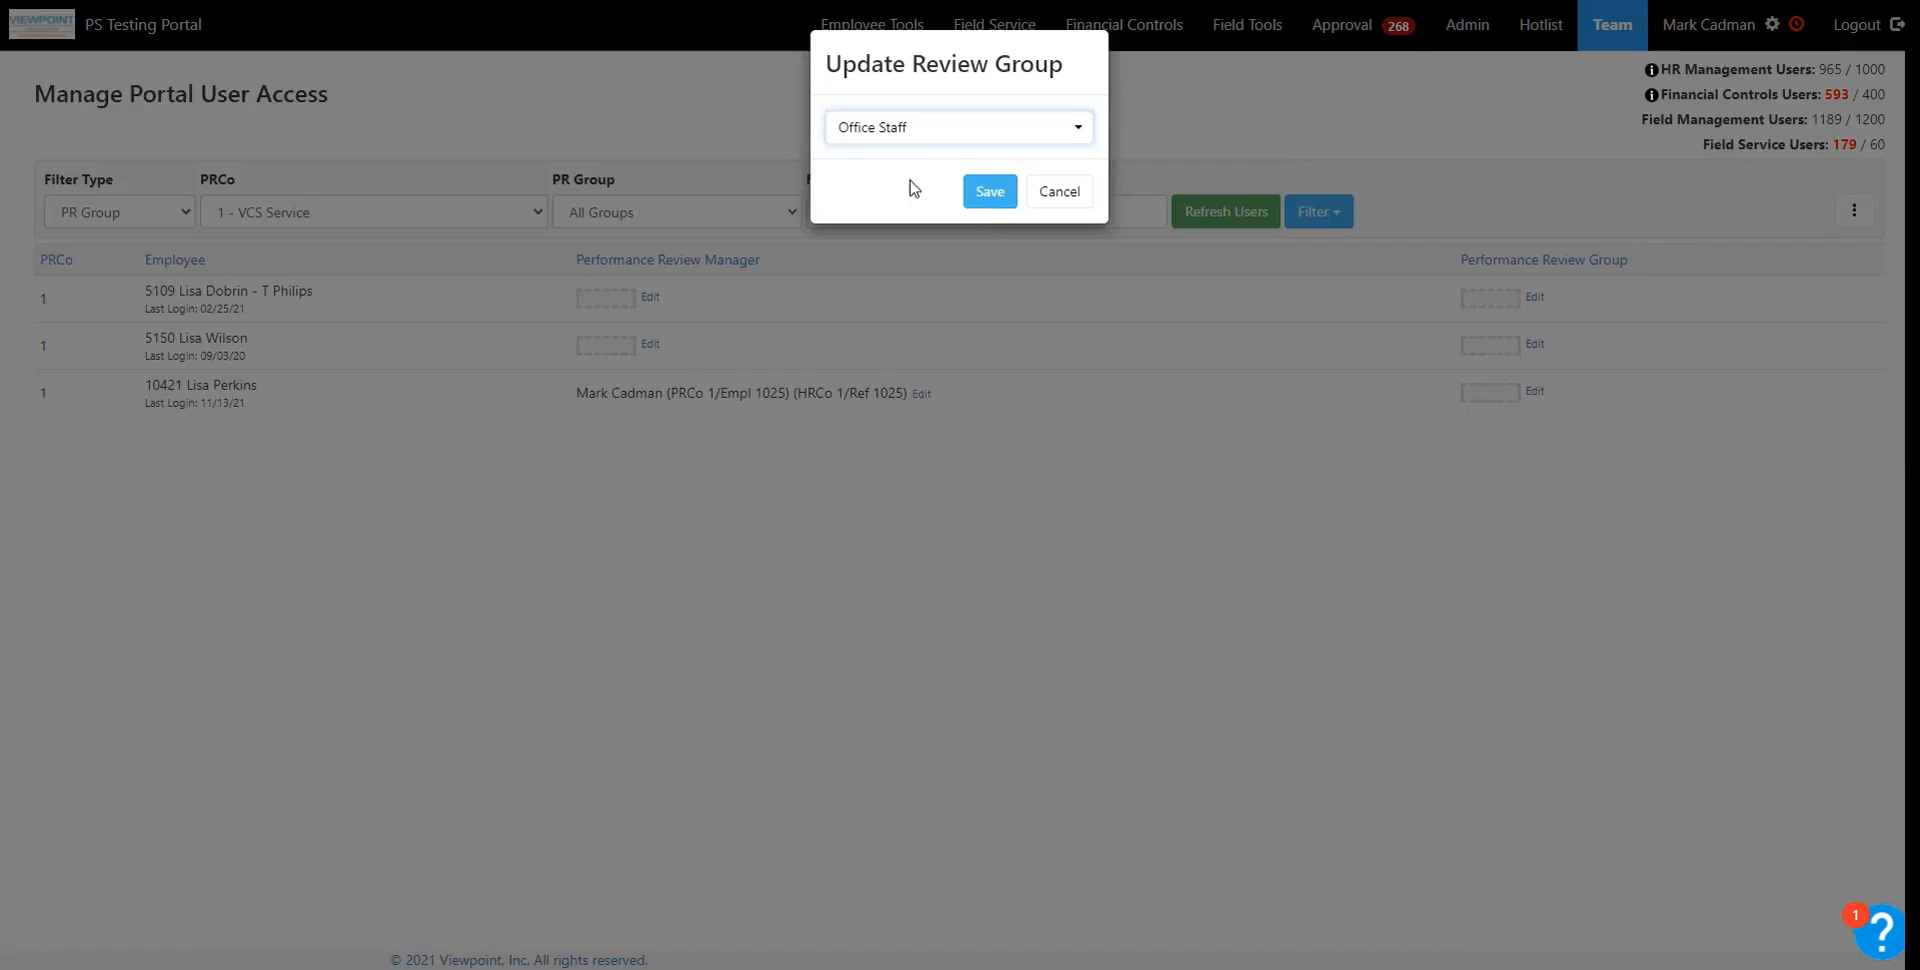 VIEWPOINT
PS Testing Portal
Employee Tools
Field Service
Financial Controls
Field Tools
Approval 268
Admin
Hotlist
Team
Mark Cadman
Logout
Update Review Group
Office Staff
Save
Cancel
Manage Portal User Access
HR Management Users: 965 / 1000
Financial Controls Users: 593 / 400
Field Management Users: 1189 / 1200
Field Service Users: 179 / 60
Filter Type
PRCo
PR Group
PR Group
1 - VCS Service
All Groups
Refresh Users
Filter
PRCo
Employee
Performance Review Manager
Performance Review Group
1
5109 Lisa Dobrin - T Philips
Last Login: 02/25/21
Edit
Edit
1
5150 Lisa Wilson
Last Login: 09/03/20
Edit
Edit
1
10421 Lisa Perkins
Last Login: 11/13/21
Mark Cadman (PRCo 1/Empl 1025) (HRCo 1/Ref 1025) Edit
Edit
1
?
© 2021 Viewpoint, Inc. All rights reserved.